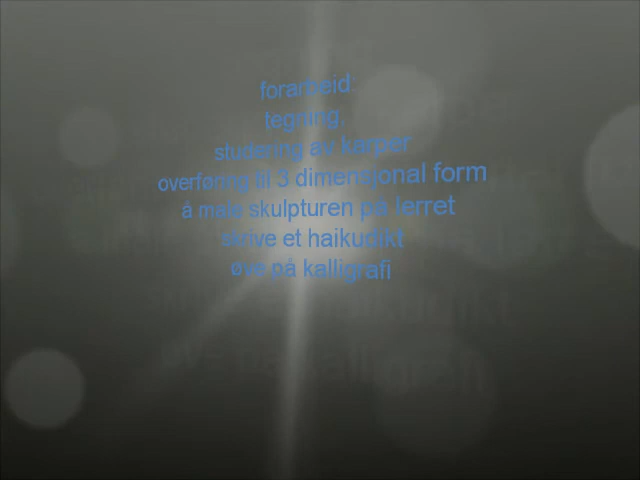 forarbeid:
tegning,
studering av karper
overføring til 3 dimensjonal form
å male skulpturen på lerret
skrive et haikudikt
øve på kalligrafi